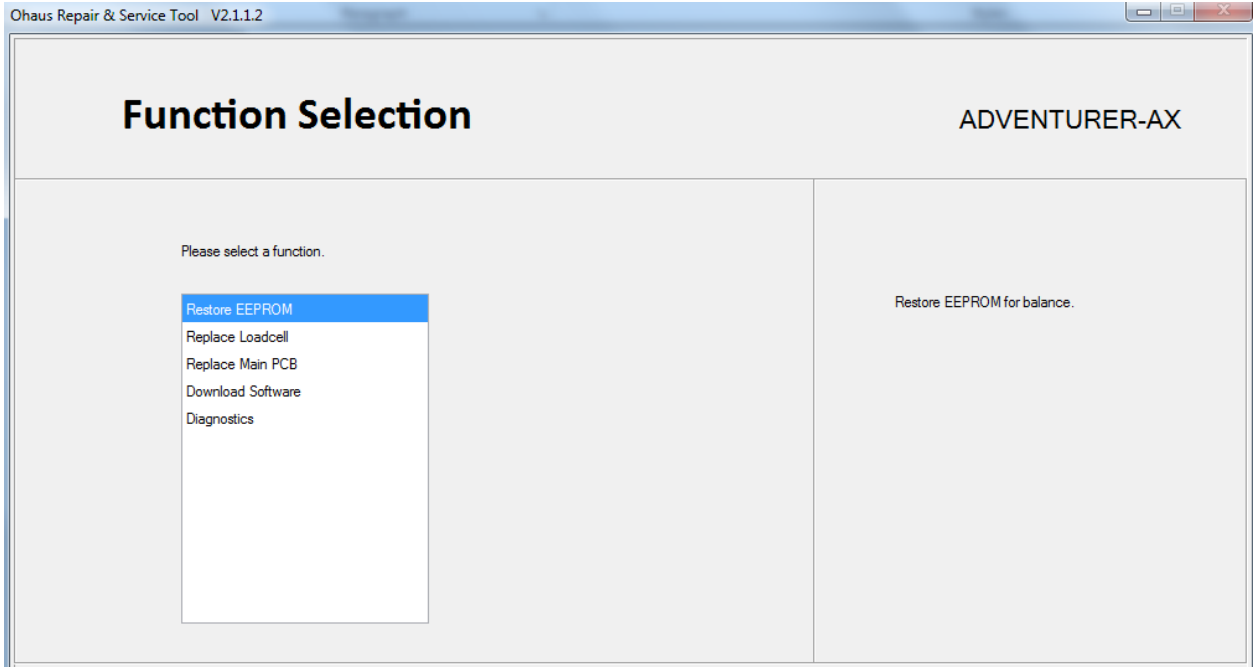 Ohaus Repair & Service Tool V2.1.1.2
Function Selection
ADVENTURER-AX
Please select a function.
Restore EEPROM
Replace Loadcell
Replace Main PCB
Download Software
Diagnostics
Restore EEPROM for balance.